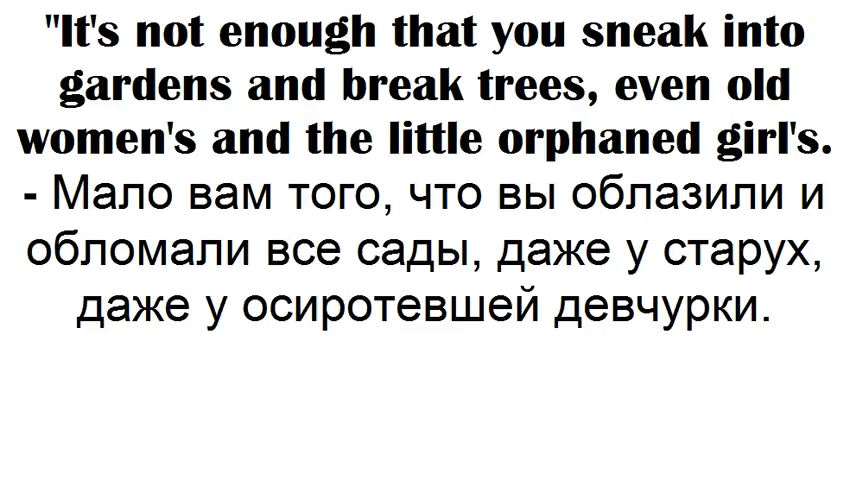 "It's not enough that you sneak into
gardens and break trees, even old
women's and the little orphaned girl's.
- Мало вам того, что вы облазили и
обломали все сады, даже у старух,
даже у осиротевшей девчурки.